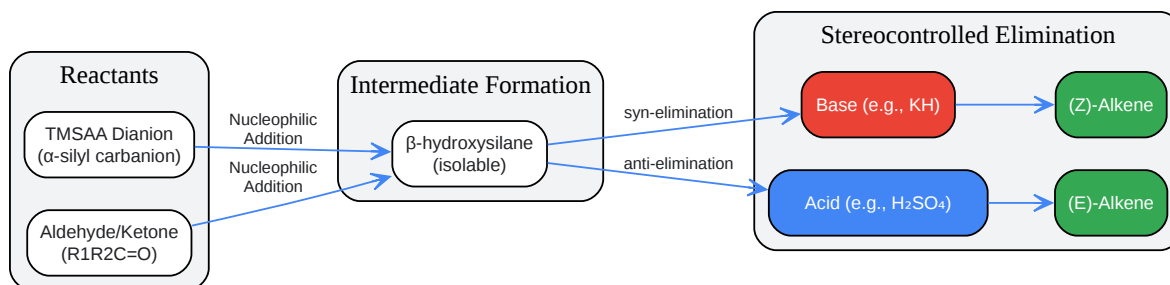 Reactants
TMSAA Dianion
(α-silyl carbanion)
Aldehyde/Ketone
(R1R2C=O)
Nucleophilic
Addition
Nucleophilic
Addition
Intermediate Formation
β-hydroxysilane
(isolable)
syn-elimination
anti-elimination
Stereocontrolled Elimination
Base (e.g., KH)
(Z)-Alkene
Acid (e.g., H₂SO₄)
(E)-Alkene